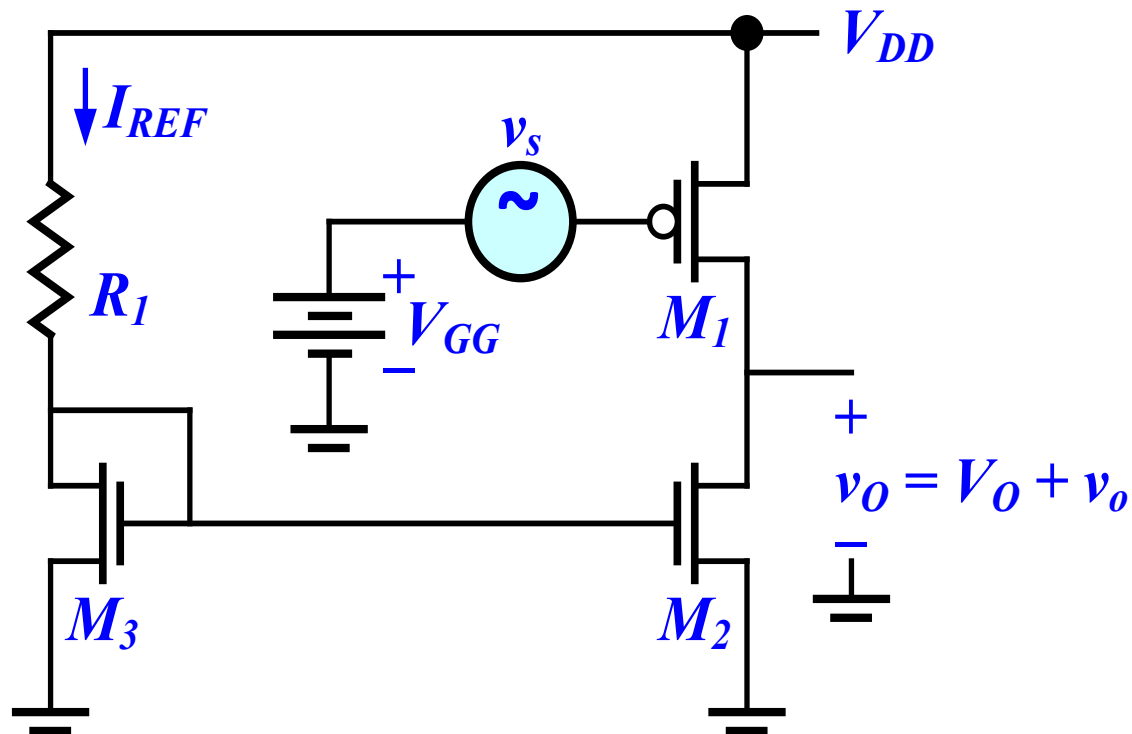 V_DD
I_REF
v_s
~
R_1
+
V_GG
–
M_1
+
v_O = V_O + v_o
–
M_3
M_2